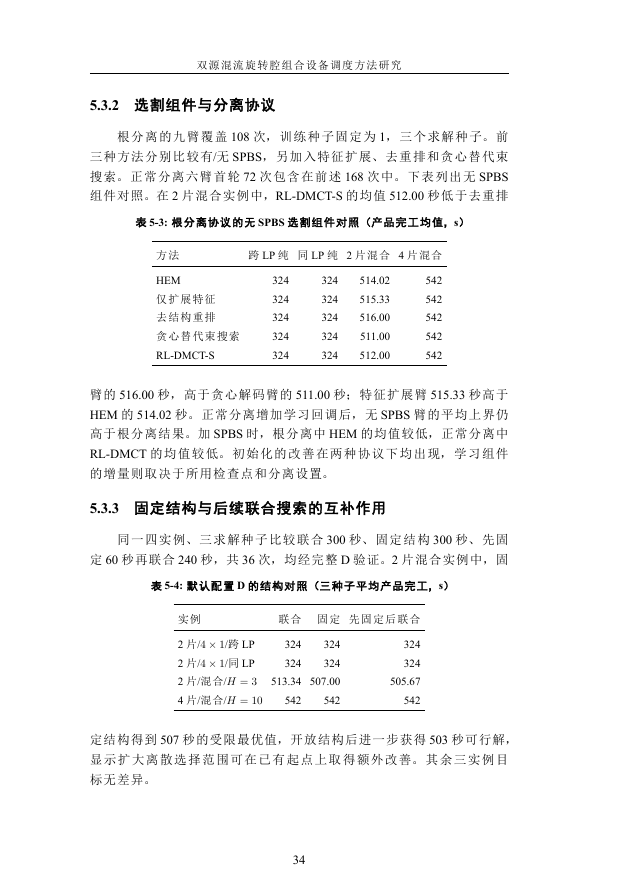 双源混流旋转腔组合设备调度方法研究
5.3.2 选割组件与分离协议
根分离的九臂覆盖 108 次，训练种子固定为 1，三个求解种子。前
三种方法分别比较有/无 SPBS，另加入特征扩展、去重排和贪心替代束
搜索。正常分离六臂首轮 72 次包含在前述 168 次中。下表列出无 SPBS
组件对照。在 2 片混合实例中，RL-DMCT-S 的均值 512.00 秒低于去重排
表 5-3: 根分离协议的无 SPBS 选割组件对照（产品完工均值，s）
方法 跨 LP 纯 同 LP 纯 2 片混合 4 片混合
HEM 324 324 514.02 542
仅扩展特征 324 324 515.33 542
去结构重排 324 324 516.00 542
贪心替代束搜索 324 324 511.00 542
RL-DMCT-S 324 324 512.00 542
臂的 516.00 秒，高于贪心解码臂的 511.00 秒；特征扩展臂 515.33 秒高于
HEM 的 514.02 秒。正常分离增加学习回调后，无 SPBS 臂的平均上界仍
高于根分离结果。加 SPBS 时，根分离中 HEM 的均值较低，正常分离中
RL-DMCT 的均值较低。初始化的改善在两种协议下均出现，学习组件
的增量则取决于所用检查点和分离设置。
5.3.3 固定结构与后续联合搜索的互补作用
同一四实例、三求解种子比较联合 300 秒、固定结构 300 秒、先固
定 60 秒再联合 240 秒，共 36 次，均经完整 D 验证。2 片混合实例中，固
表 5-4: 默认配置 D 的结构对照（三种子平均产品完工，s）
实例 联合 固定 先固定后联合
2 片/4 × 1/跨 LP 324 324 324
2 片/4 × 1/同 LP 324 324 324
2 片/混合/H = 3 513.34 507.00 505.67
4 片/混合/H = 10 542 542 542
定结构得到 507 秒的受限最优值，开放结构后进一步获得 503 秒可行解，
显示扩大离散选择范围可在已有起点上取得额外改善。其余三实例目
标无差异。
34